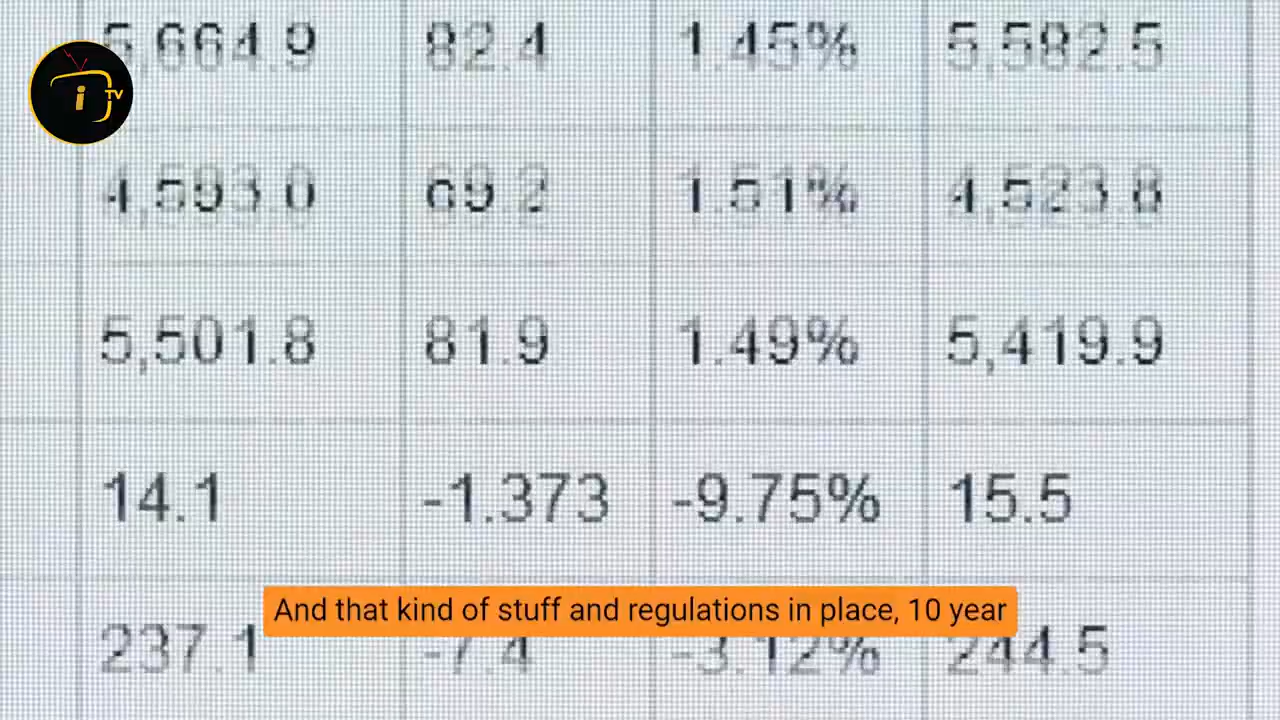 5,664.9 82.4 1.45% 5,582.5
i TV
4,593.0 69.2 1.51% 4,523.8
5,501.8 81.9 1.49% 5,419.9
14.1 -1.373 -9.75% 15.5
And that kind of stuff and regulations in place, 10 year
237.1 -7.4 -3.12% 244.5